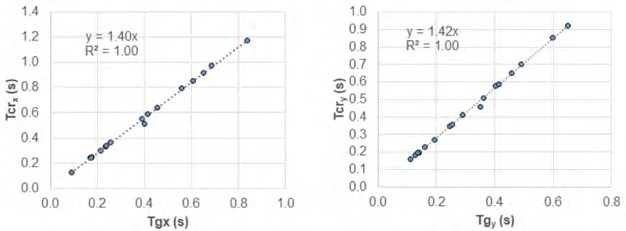 1.4
1.2
1.0
0.8
0.6
0.4
0.2
0.0
Tcrₓ (s)
y = 1.40x
R² = 1.00
0.0 0.2 0.4 0.6 0.8 1.0
Tgx (s)
1.0
0.9
0.8
0.7
0.6
0.5
0.4
0.3
0.2
0.1
0.0
Tcrᵧ (s)
y = 1.42x
R² = 1.00
0.0 0.2 0.4 0.6 0.8
Tgᵧ (s)